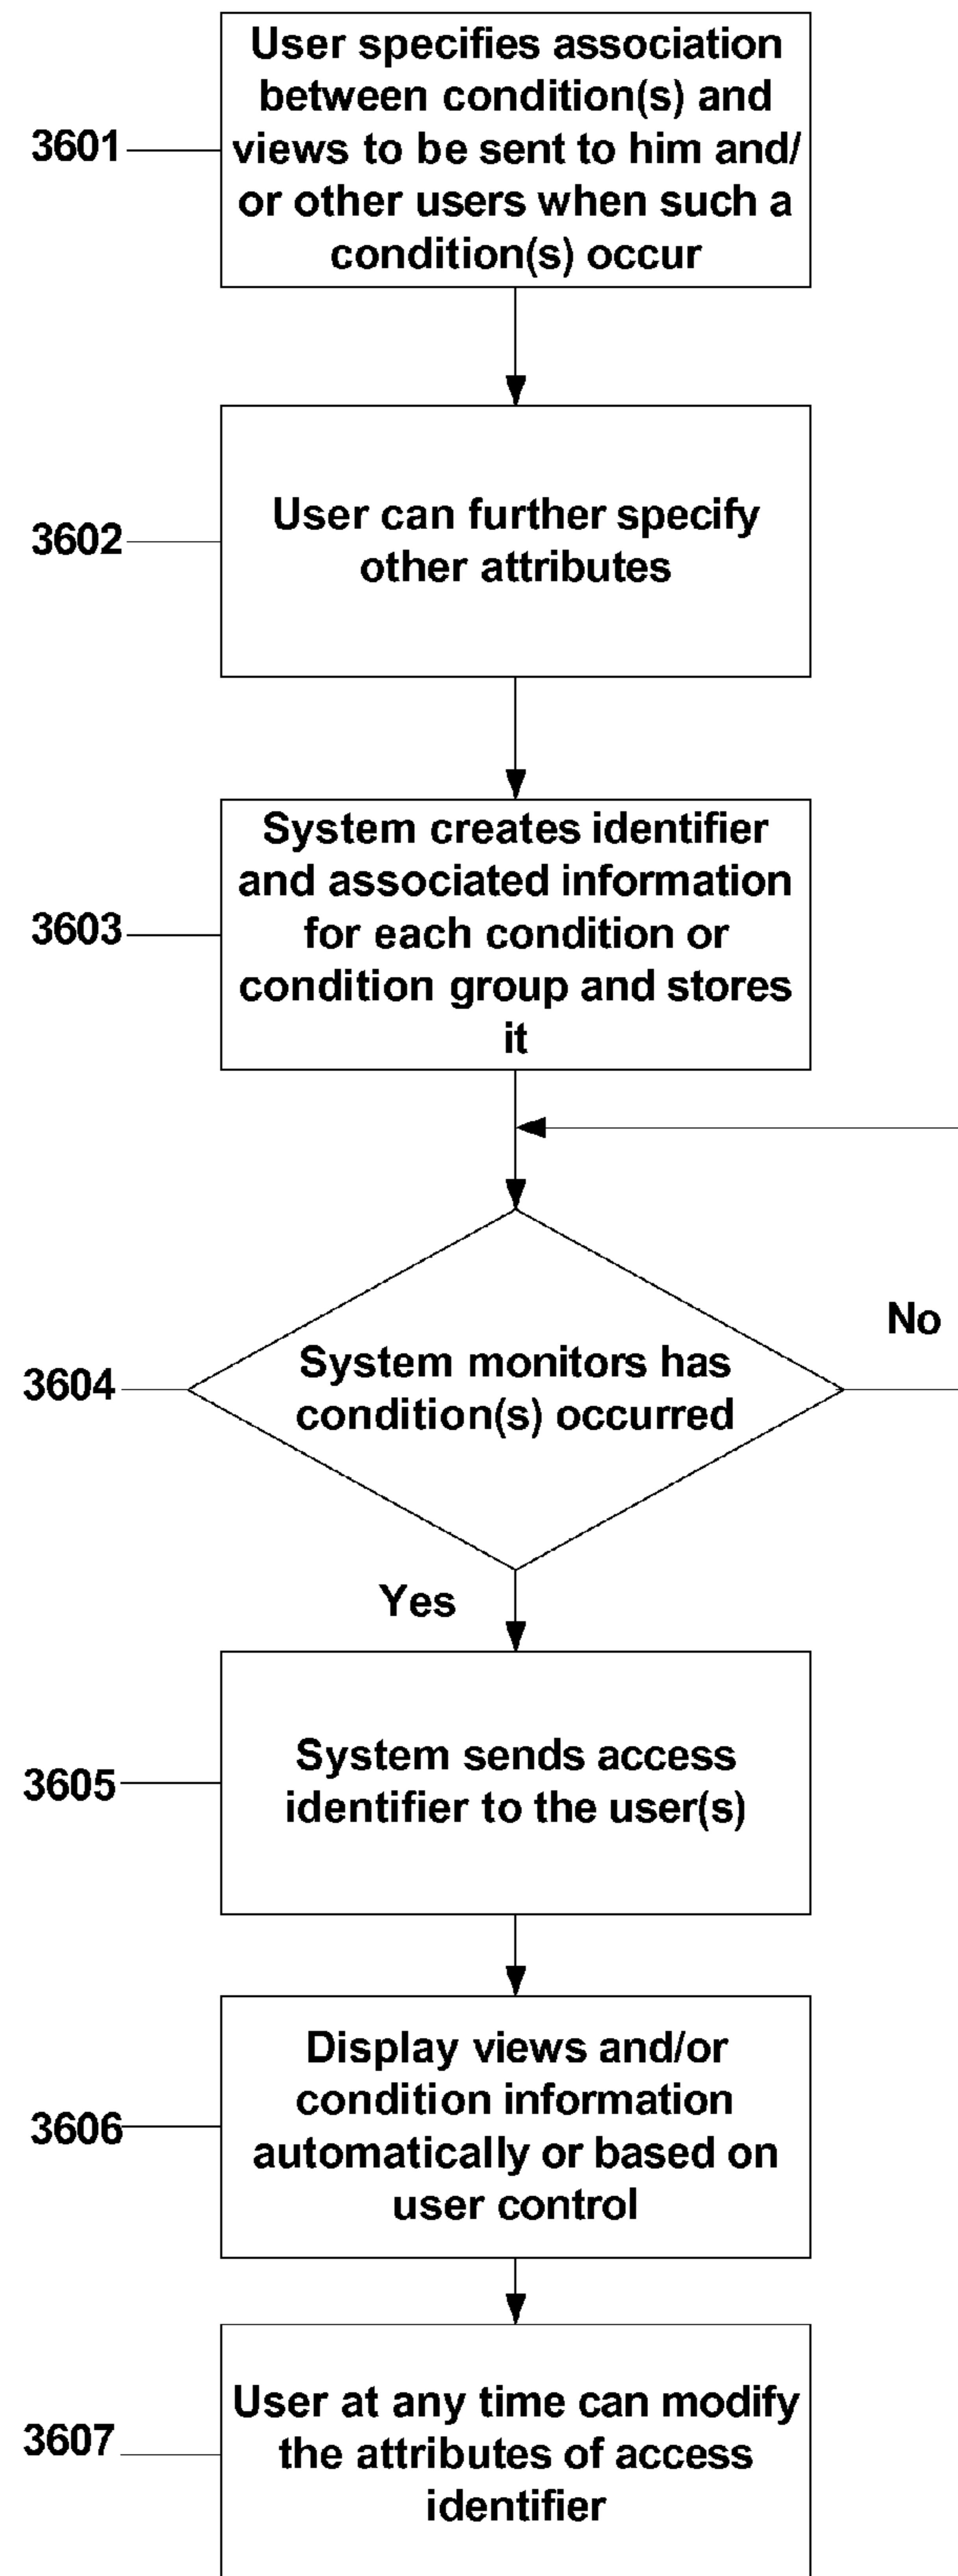 User specifies association
between condition(s) and
3601
views to be sent to him and/
or other users when such a
condition(s) occur
3602
User can further specify
other attributes
System creates identifier
and associated information
3603
for each condition or
condition group and stores
it
No
3604
System monitors has
condition(s) occurred
Yes
3605
System sends access
identifier to the user(s)
Display views and/or
condition information
3606
automatically or based on
user control
User at any time can modify
3607
the attributes of access
identifier